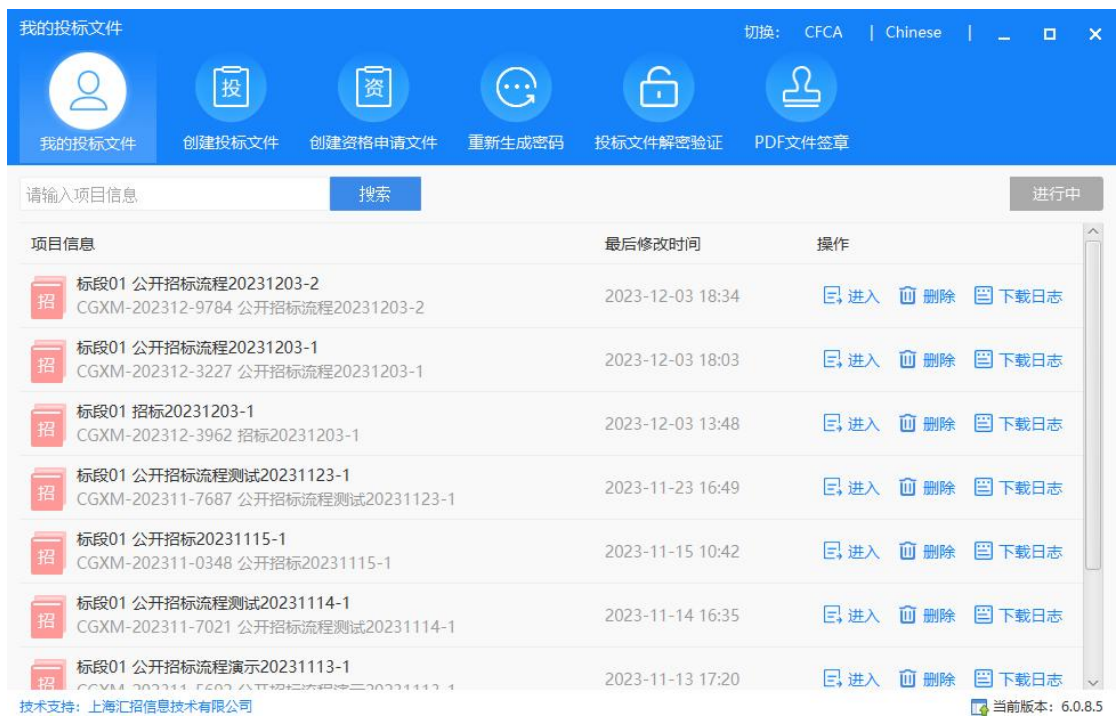 我的投标文件
切换: CFCA | Chinese |
投
资
我的投标文件 创建投标文件 创建资格申请文件 重新生成密码 投标文件解密验证 PDF文件签章
请输入项目信息 搜索 进行中
项目信息 最后修改时间 操作
标段01 公开招标流程20231203-2
招 2023-12-03 18:34 进入 删除 下载日志
CGXM-202312-9784 公开招标流程20231203-2
标段01 公开招标流程20231203-1
招 2023-12-03 18:03 进入 删除 下载日志
CGXM-202312-3227 公开招标流程20231203-1
标段01 招标20231203-1
招 2023-12-03 13:48 进入 删除 下载日志
CGXM-202312-3962 招标20231203-1
标段01 公开招标流程测试20231123-1
招 2023-11-23 16:49 进入 删除 下载日志
CGXM-202311-7687 公开招标流程测试20231123-1
标段01 公开招标20231115-1
招 2023-11-15 10:42 进入 删除 下载日志
CGXM-202311-0348 公开招标20231115-1
标段01 公开招标流程测试20231114-1
招 2023-11-14 16:35 进入 删除 下载日志
CGXM-202311-7021 公开招标流程测试20231114-1
标段01 公开招标流程演示20231113-1
招 2023-11-13 17:20 进入 删除 下载日志
技术支持: 上海汇招信息技术有限公司 当前版本: 6.0.8.5